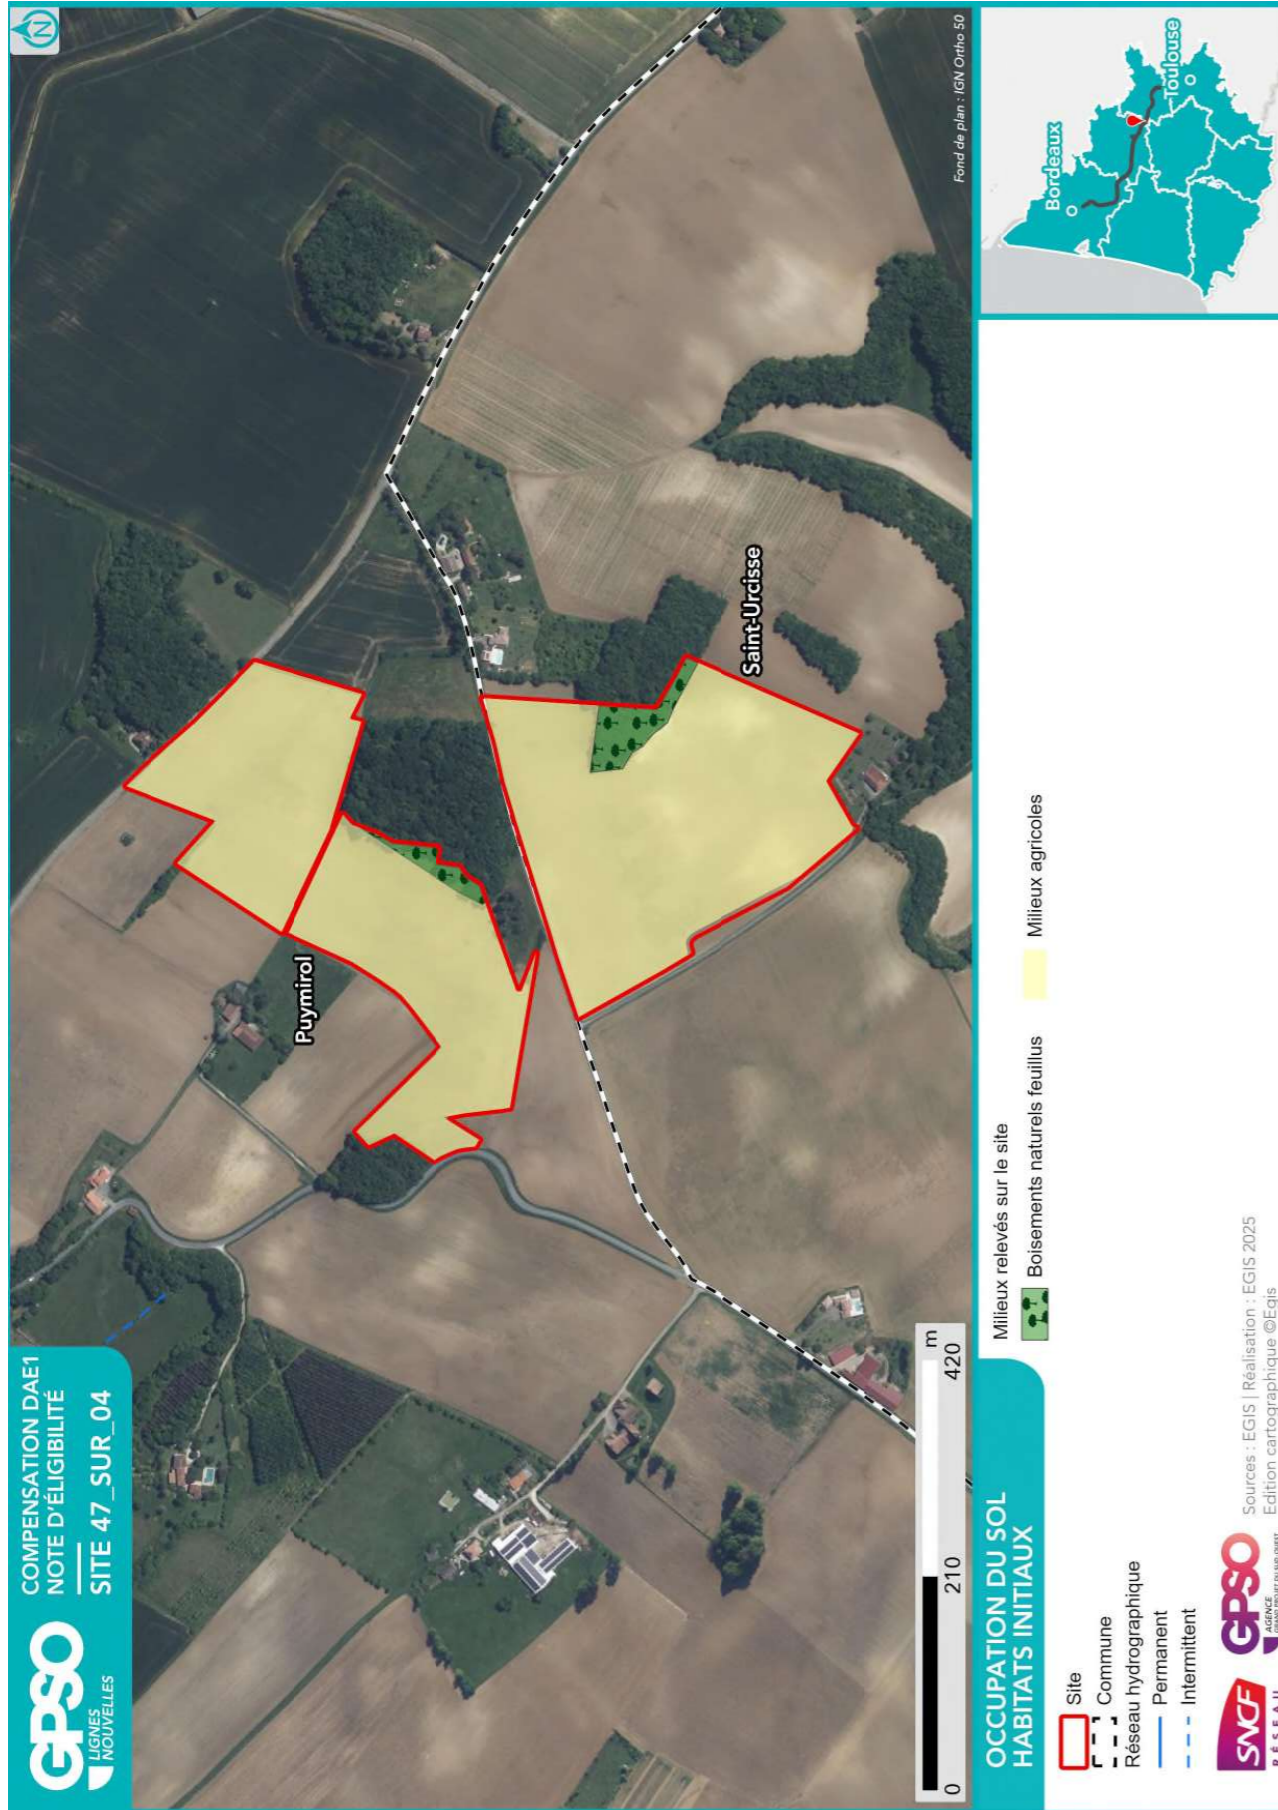 GPSO
LIGNES
NOUVELLES
COMPENSATION DAE1
NOTE D'ÉLIGIBILITÉ
SITE 47_SUR_04
N
Puymirol
Saint-Urcisse
Fond de plan : IGN Ortho 50
0
210
420
m
OCCUPATION DU SOL
HABITATS INITIAUX
Site
Commune
Réseau hydrographique
Permanent
Intermittent
Milieux relevés sur le site
Boisements naturels feuillus
Milieux agricoles
Bordeaux
Toulouse
SNCF
RÉSEAU
GPSO
AGENCE
Sources : EGIS | Réalisation : EGIS 2025
Edition cartographique ©Egis